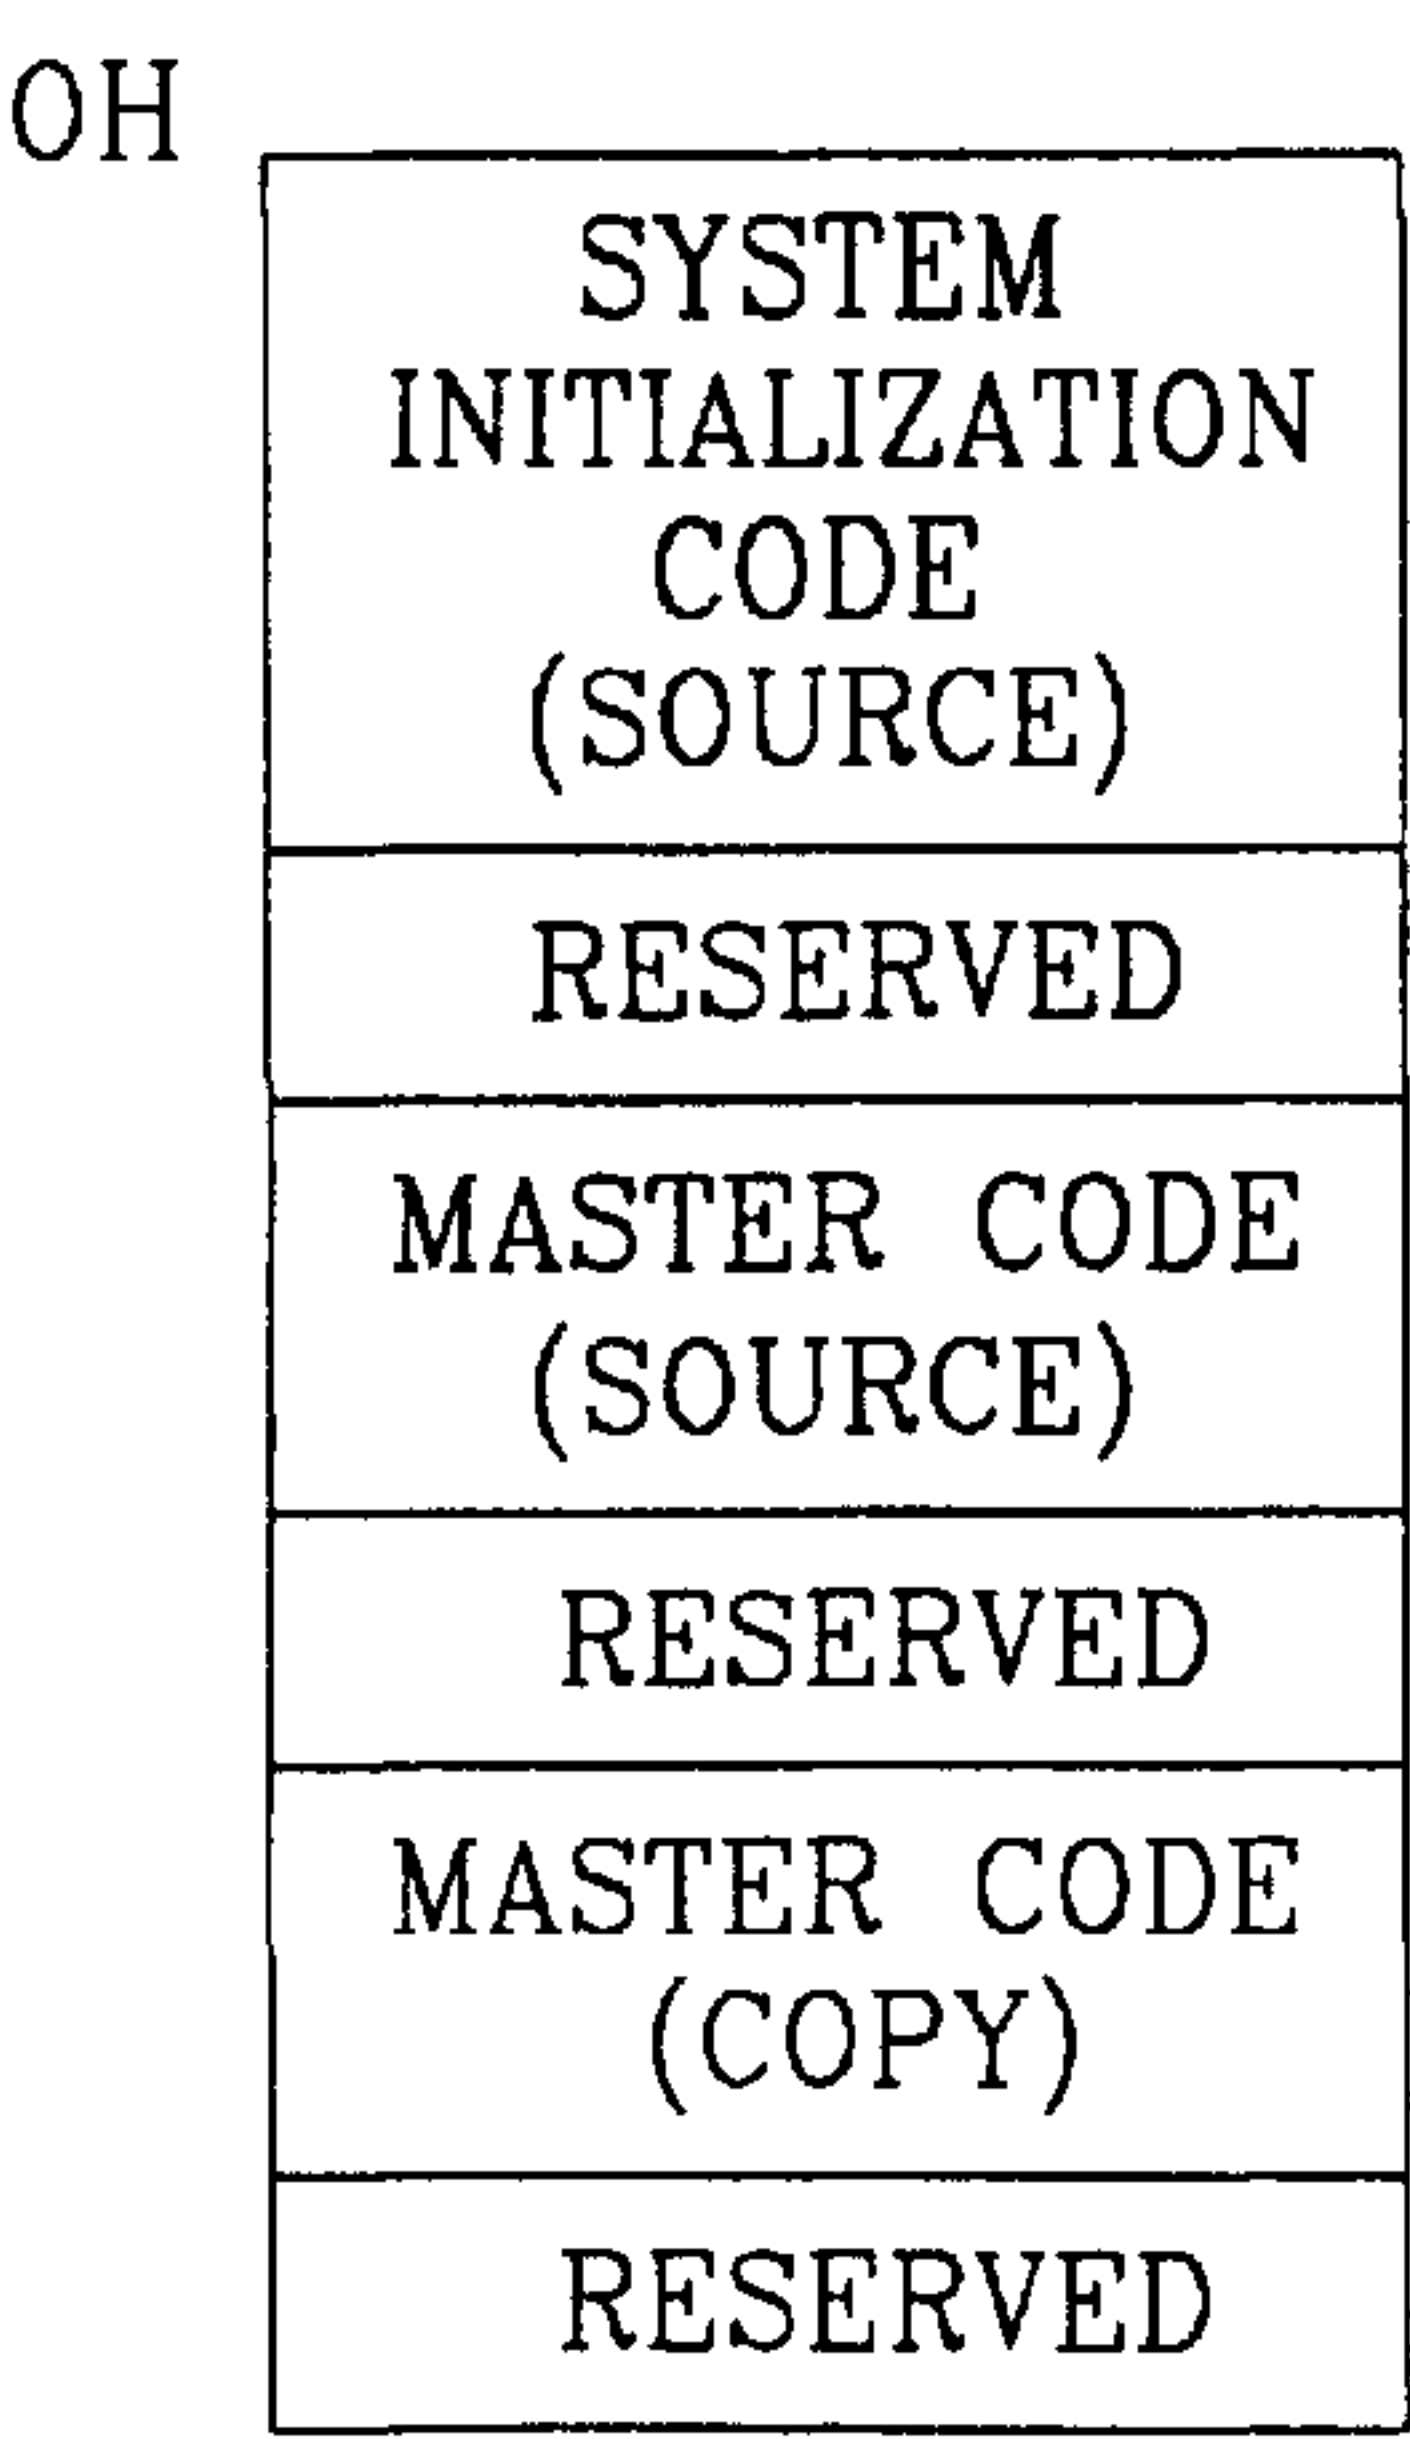 0H
SYSTEM
INITIALIZATION
CODE
(SOURCE)
RESERVED
MASTER CODE
(SOURCE)
RESERVED
MASTER CODE
(COPY)
RESERVED